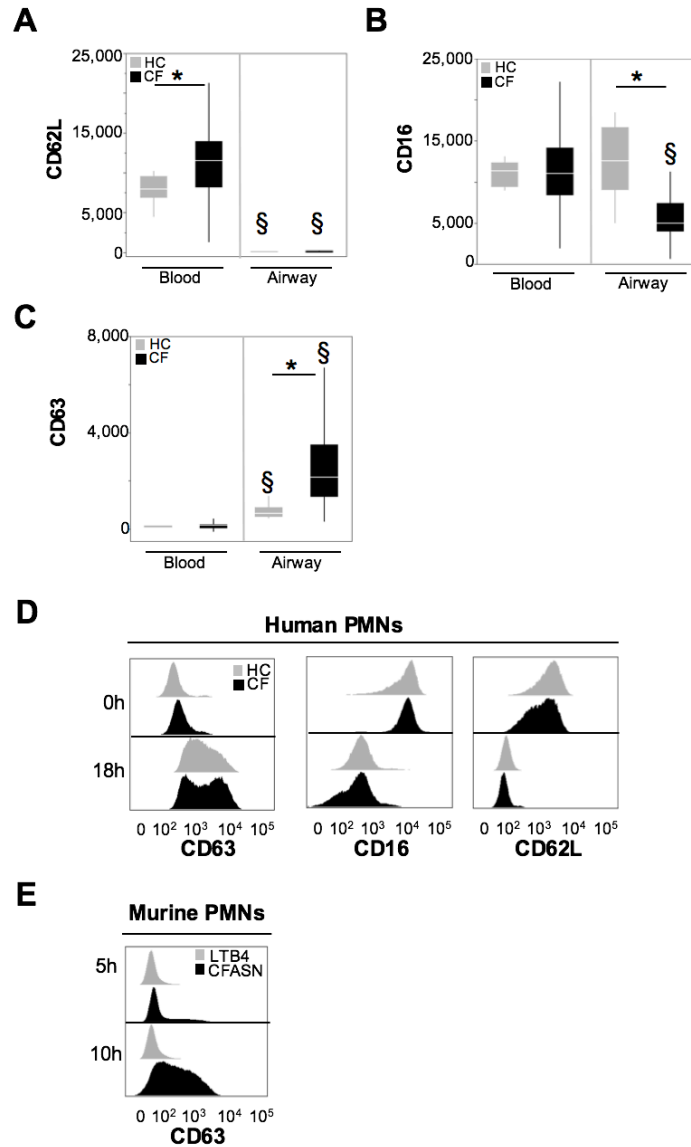 A
CD62L
25,000
15,000
5,000
0
HC
CF
*
§
§
Blood
Airway
B
CD16
25,000
15,000
5,000
0
HC
CF
*
§
Blood
Airway
C
CD63
8,000
4,000
0
HC
CF
*
§
§
Blood
Airway
D
Human PMNs
HC
CF
0h
18h
0 10² 10³ 10⁴ 10⁵
0 10² 10³ 10⁴ 10⁵
0 10² 10³ 10⁴ 10⁵
CD63
CD16
CD62L
E
Murine PMNs
LTB4
CFASN
5h
10h
0 10² 10³ 10⁴ 10⁵
CD63